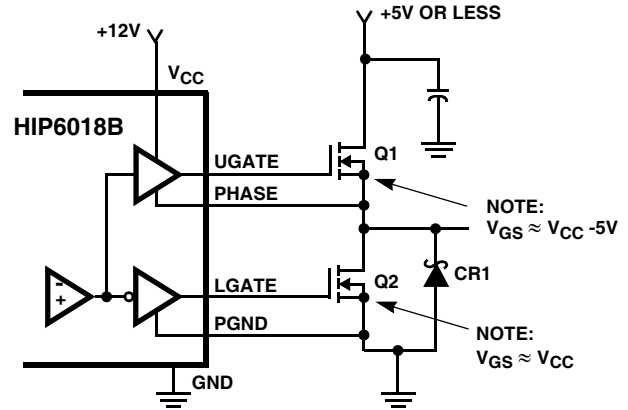 +5V OR LESS
+12V
VCC
HIP6018B
UGATE
Q1
PHASE
NOTE:
VGS ≈ VCC -5V
- +
LGATE
Q2
CR1
PGND
NOTE:
VGS ≈ VCC
GND